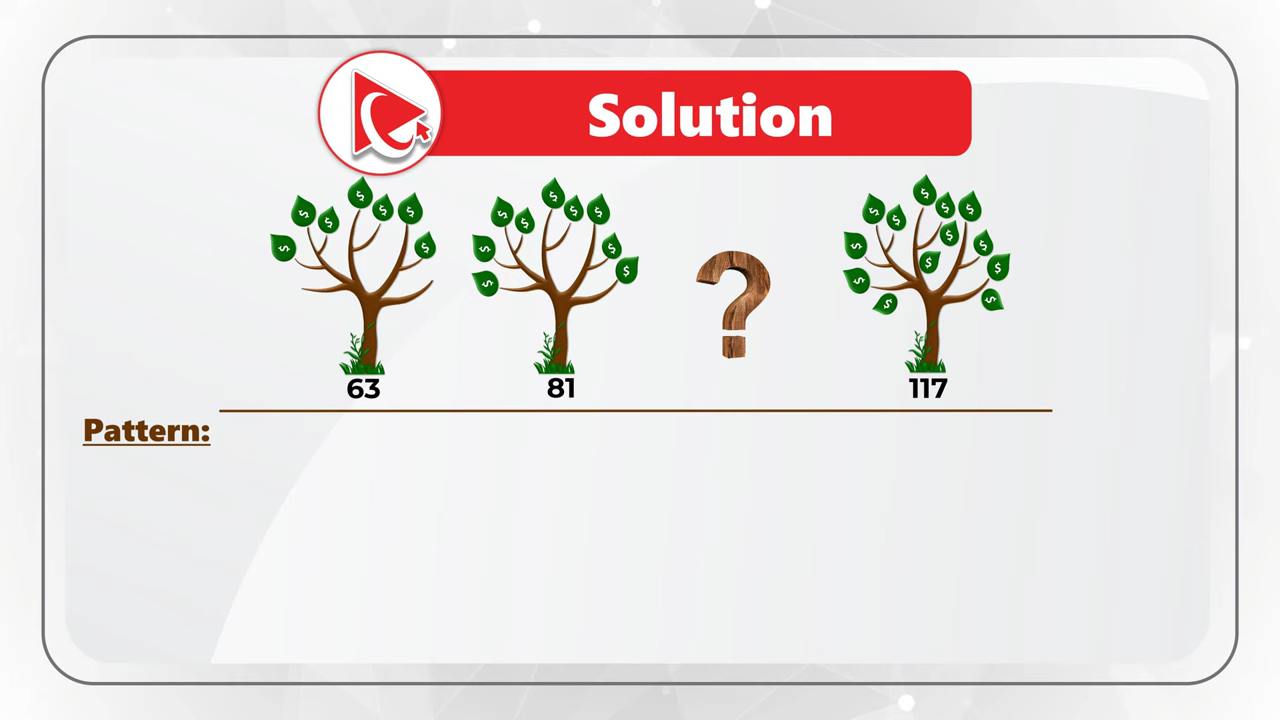 Solution
$ $ $ $ $ $ $
$ $ $ $ $ $ $ $ $
$ $ $ $ $ $ $ $ $ $ $ $ $
?
63 81 117
Pattern: